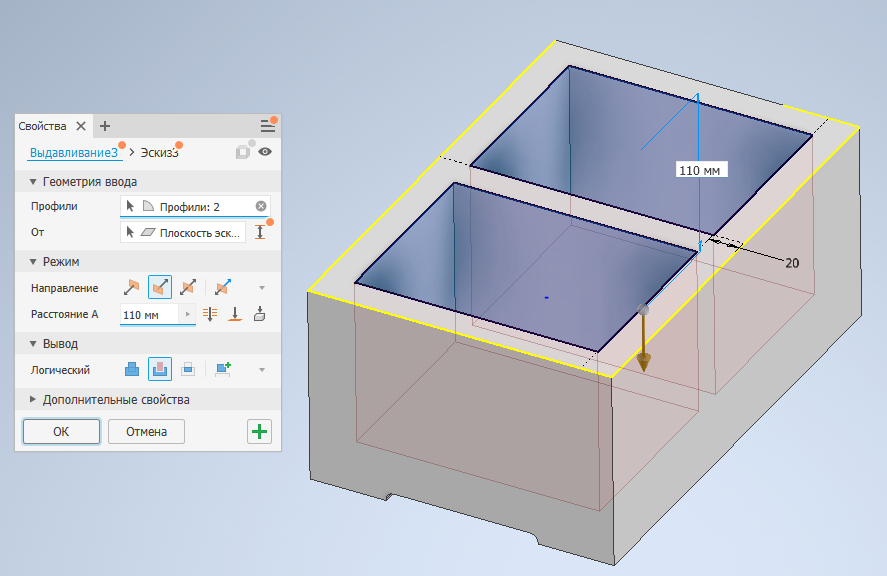 Свойства
Выдавливание3 > Эскиз3
Геометрия ввода
Профили Профили: 2
От Плоскость эск...
Режим
Направление
Расстояние A 110 мм
Вывод
Логический
Дополнительные свойства
ОК Отмена
110 мм
20